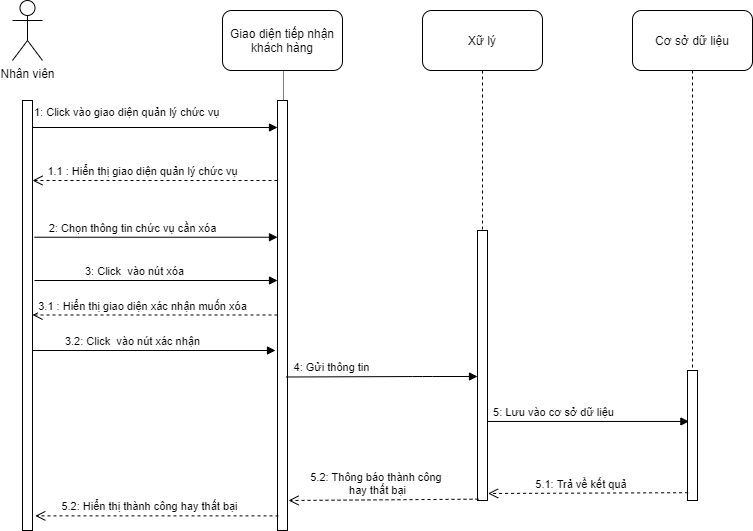 Nhân viên
Giao diện tiếp nhận
khách hàng
Xữ lý
Cơ sở dữ liệu
1: Click vào giao diện quản lý chức vụ
1.1 : Hiển thị giao diện quản lý chức vụ
2: Chọn thông tin chức vụ cần xóa
3: Click vào nút xóa
3.1 : Hiển thị giao diện xác nhận muốn xóa
3.2: Click vào nút xác nhận
4: Gửi thông tin
5: Lưu vào cơ sở dữ liệu
5.1: Trả về kết quả
5.2: Thông báo thành công
hay thất bại
5.2: Hiển thị thành công hay thất bại